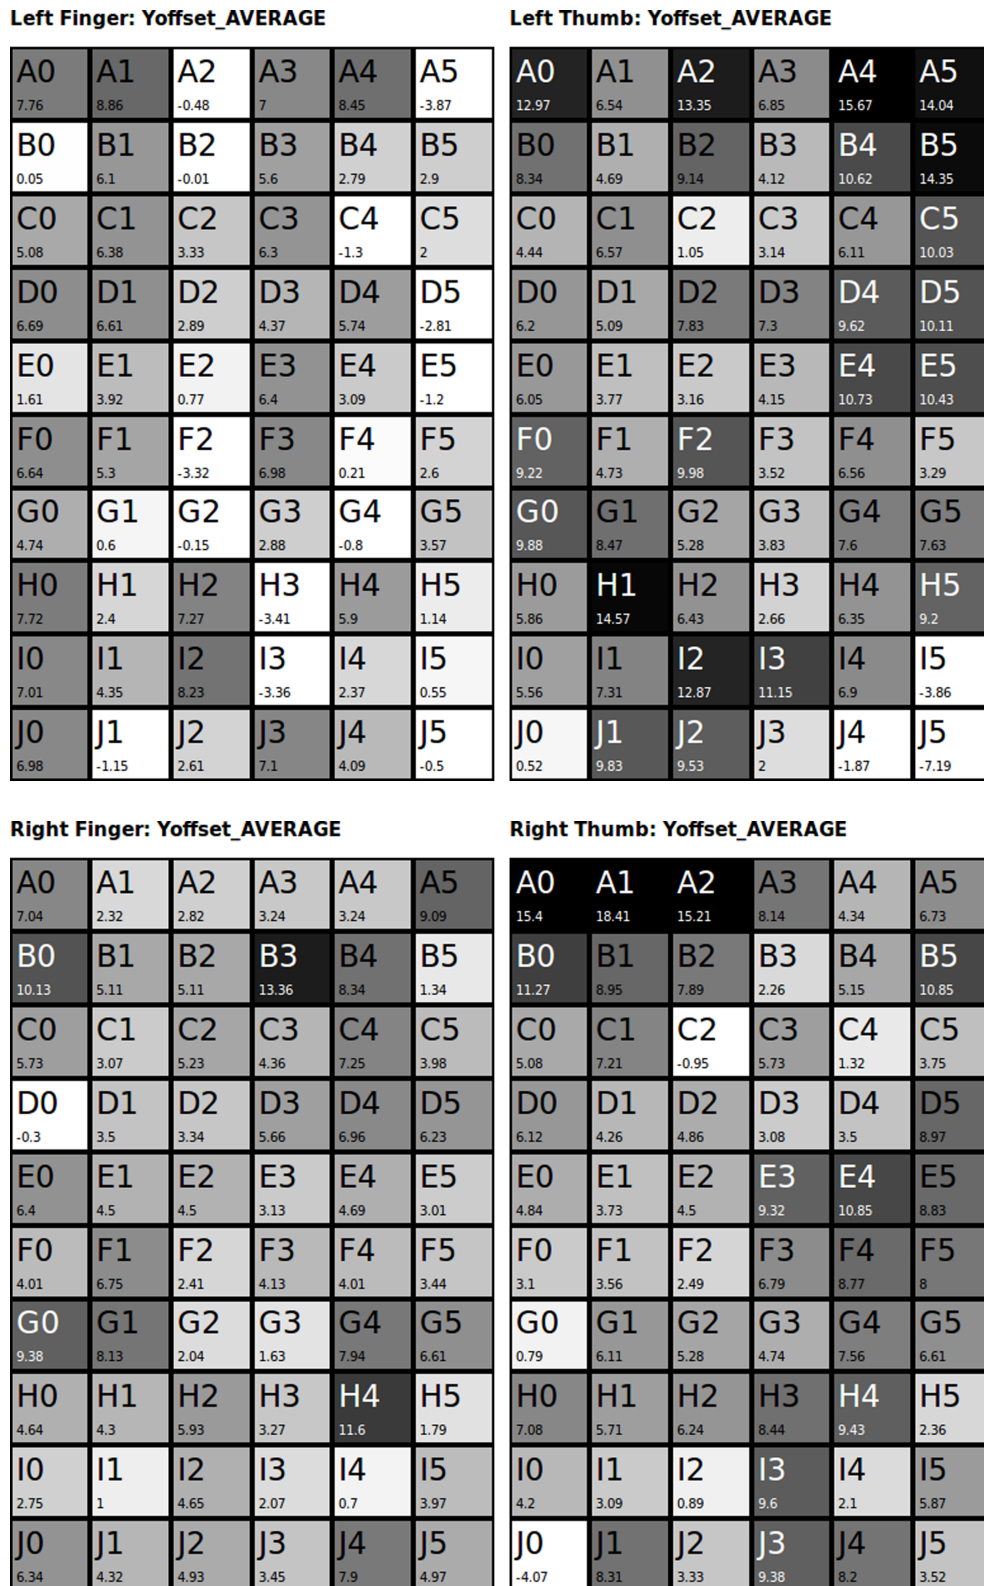 Left Finger: Yoffset_AVERAGE
A0 A1 A2 A3 A4 A5
7.76 8.86 -0.48 7 8.45 -3.87
B0 B1 B2 B3 B4 B5
0.05 6.1 -0.01 5.6 2.79 2.9
C0 C1 C2 C3 C4 C5
5.08 6.38 3.33 6.3 -1.3 2
D0 D1 D2 D3 D4 D5
6.69 6.61 2.89 4.37 5.74 -2.81
E0 E1 E2 E3 E4 E5
1.61 3.92 0.77 6.4 3.09 -1.2
F0 F1 F2 F3 F4 F5
6.64 5.3 -3.32 6.98 0.21 2.6
G0 G1 G2 G3 G4 G5
4.74 0.6 -0.15 2.88 -0.8 3.57
H0 H1 H2 H3 H4 H5
7.72 2.4 7.27 -3.41 5.9 1.14
I0 I1 I2 I3 I4 I5
7.01 4.35 8.23 -3.36 2.37 0.55
J0 J1 J2 J3 J4 J5
6.98 -1.15 2.61 7.1 4.09 -0.5
Left Thumb: Yoffset_AVERAGE
A0 A1 A2 A3 A4 A5
12.97 6.54 13.35 6.85 15.67 14.04
B0 B1 B2 B3 B4 B5
8.34 4.69 9.14 4.12 10.62 14.35
C0 C1 C2 C3 C4 C5
4.44 6.57 1.05 3.14 6.11 10.03
D0 D1 D2 D3 D4 D5
6.2 5.09 7.83 7.3 9.62 10.11
E0 E1 E2 E3 E4 E5
6.05 3.77 3.16 4.15 10.73 10.43
F0 F1 F2 F3 F4 F5
9.22 4.73 9.98 3.52 6.56 3.29
G0 G1 G2 G3 G4 G5
9.88 8.47 5.28 3.83 7.6 7.63
H0 H1 H2 H3 H4 H5
5.86 14.57 6.43 2.66 6.35 9.2
I0 I1 I2 I3 I4 I5
5.56 7.31 12.87 11.15 6.9 -3.86
J0 J1 J2 J3 J4 J5
0.52 9.83 9.53 2 -1.87 -7.19
Right Finger: Yoffset_AVERAGE
A0 A1 A2 A3 A4 A5
7.04 2.32 2.82 3.24 3.24 9.09
B0 B1 B2 B3 B4 B5
10.13 5.11 5.11 13.36 8.34 1.34
C0 C1 C2 C3 C4 C5
5.73 3.07 5.23 4.36 7.25 3.98
D0 D1 D2 D3 D4 D5
-0.3 3.5 3.34 5.66 6.96 6.23
E0 E1 E2 E3 E4 E5
6.4 4.5 4.5 3.13 4.69 3.01
F0 F1 F2 F3 F4 F5
4.01 6.75 2.41 4.13 4.01 3.44
G0 G1 G2 G3 G4 G5
9.38 8.13 2.04 1.63 7.94 6.61
H0 H1 H2 H3 H4 H5
4.64 4.3 5.93 3.27 11.6 1.79
I0 I1 I2 I3 I4 I5
2.75 1 4.65 2.07 0.7 3.97
J0 J1 J2 J3 J4 J5
6.34 4.32 4.93 3.45 7.9 4.97
Right Thumb: Yoffset_AVERAGE
A0 A1 A2 A3 A4 A5
15.4 18.41 15.21 8.14 4.34 6.73
B0 B1 B2 B3 B4 B5
11.27 8.95 7.89 2.26 5.15 10.85
C0 C1 C2 C3 C4 C5
5.08 7.21 -0.95 5.73 1.32 3.75
D0 D1 D2 D3 D4 D5
6.12 4.26 4.86 3.08 3.5 8.97
E0 E1 E2 E3 E4 E5
4.84 3.73 4.5 9.32 10.85 8.83
F0 F1 F2 F3 F4 F5
3.1 3.56 2.49 6.79 8.77 8
G0 G1 G2 G3 G4 G5
0.79 6.11 5.28 4.74 7.56 6.61
H0 H1 H2 H3 H4 H5
7.08 5.71 6.24 8.44 9.43 2.36
I0 I1 I2 I3 I4 I5
4.2 3.09 0.89 9.6 2.1 5.87
J0 J1 J2 J3 J4 J5
-4.07 8.31 3.33 9.38 8.2 3.52